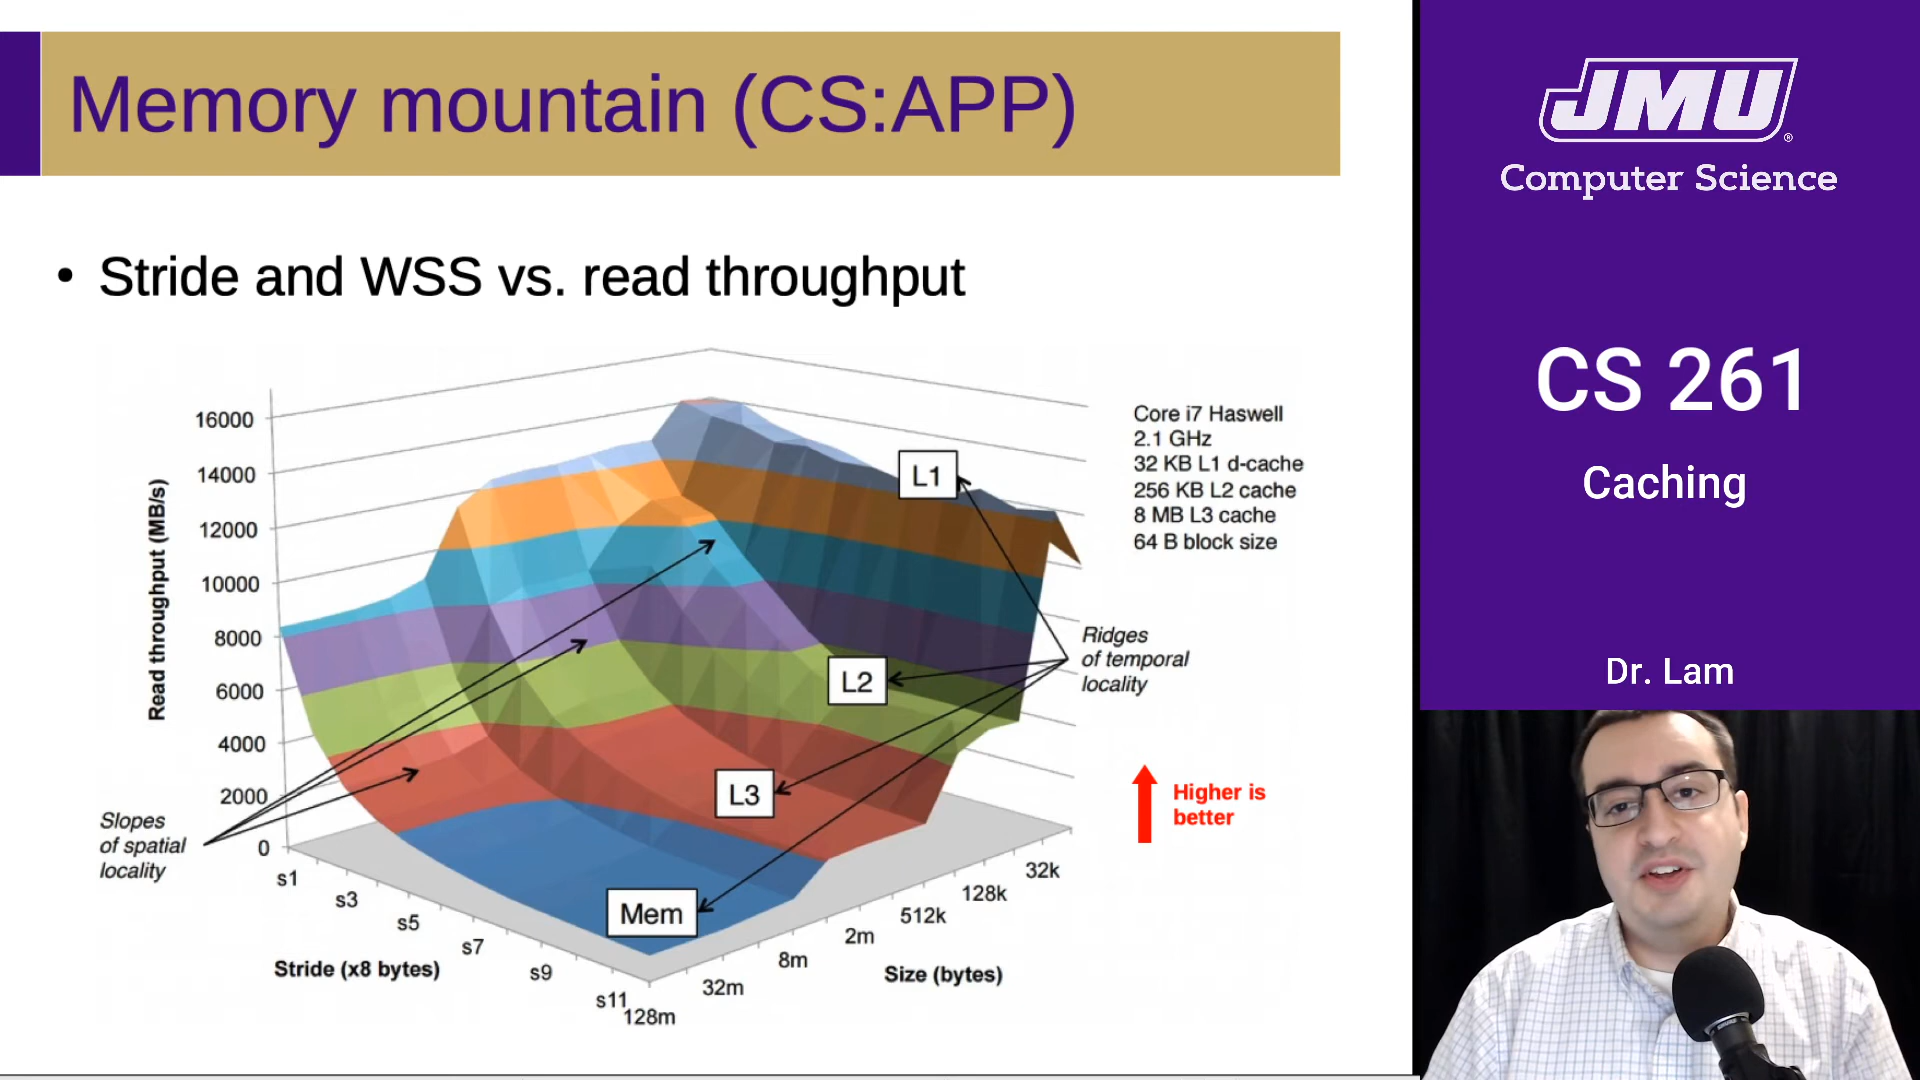 Memory mountain (CS:APP)
• Stride and WSS vs. read throughput
16000
14000
12000
10000
8000
6000
4000
2000
0
Read throughput (MB/s)
L1
L2
L3
Mem
Core i7 Haswell
2.1 GHz
32 KB L1 d-cache
256 KB L2 cache
8 MB L3 cache
64 B block size
Ridges
of temporal
locality
Higher is
better
Slopes
of spatial
locality
s1
s3
s5
s7
s9
s11
Stride (x8 bytes)
128m
32m
8m
2m
512k
128k
32k
Size (bytes)
JMU®
Computer Science
CS 261
Caching
Dr. Lam